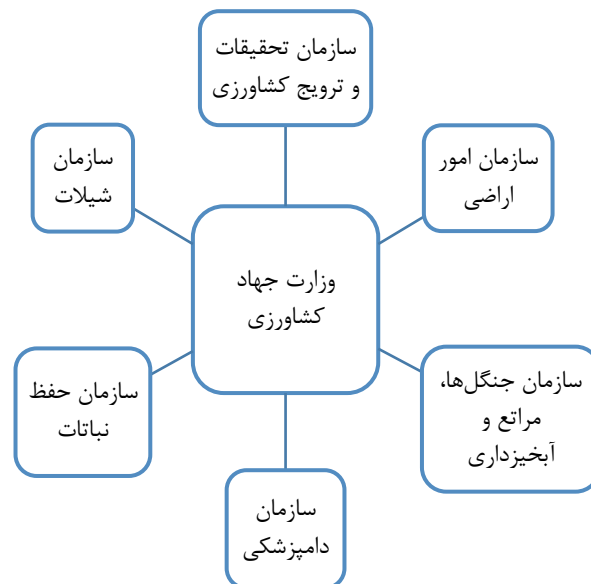 سازمان تحقیقات
و ترویج کشاورزی
سازمان امور
اراضی
سازمان
شیلات
وزارت جهاد
کشاورزی
سازمان جنگل‌ها،
مراتع و
آبخیزداری
سازمان حفظ
نباتات
سازمان
دامپزشکی